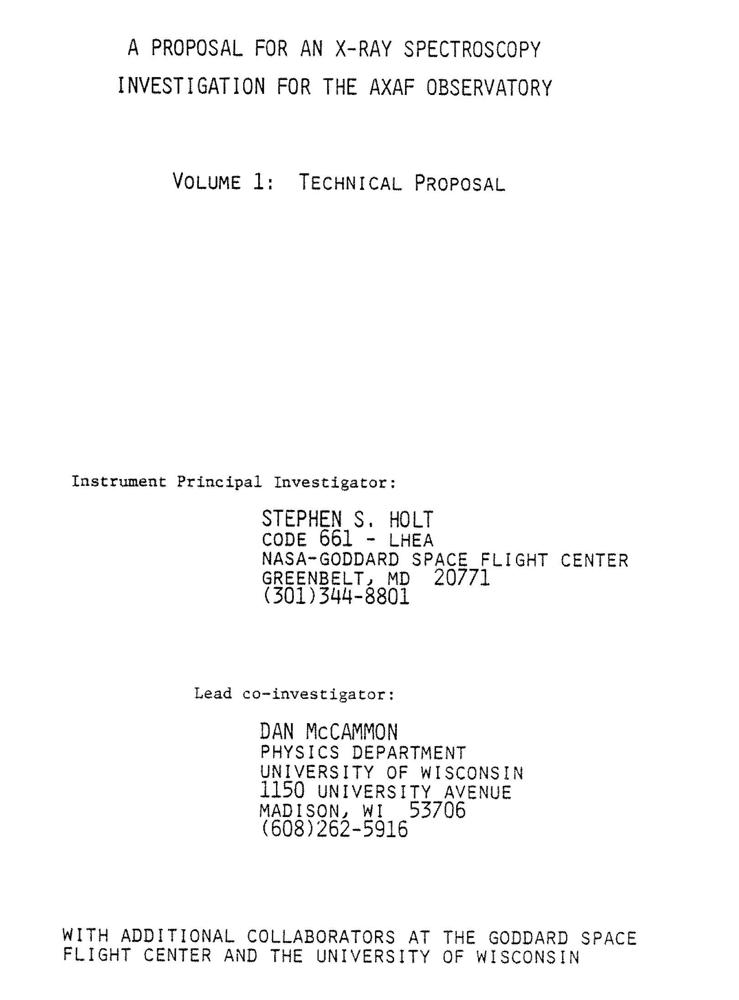 A PROPOSAL FOR AN X-RAY SPECTROSCOPY
INVESTIGATION FOR THE AXAF OBSERVATORY
VOLUME 1: TECHNICAL PROPOSAL
Instrument Principal Investigator:
STEPHEN S. HOLT
CODE 661 - LHEA
NASA-GODDARD SPACE FLIGHT CENTER
GREENBELT, MD 20771
(301)344-8801
Lead co-investigator:
DAN McCAMMON
PHYSICS DEPARTMENT
UNIVERSITY OF WISCONSIN
1150 UNIVERSITY AVENUE
MADISON, WI 53706
(608)262-5916
WITH ADDITIONAL COLLABORATORS AT THE GODDARD SPACE
FLIGHT CENTER AND THE UNIVERSITY OF WISCONSIN